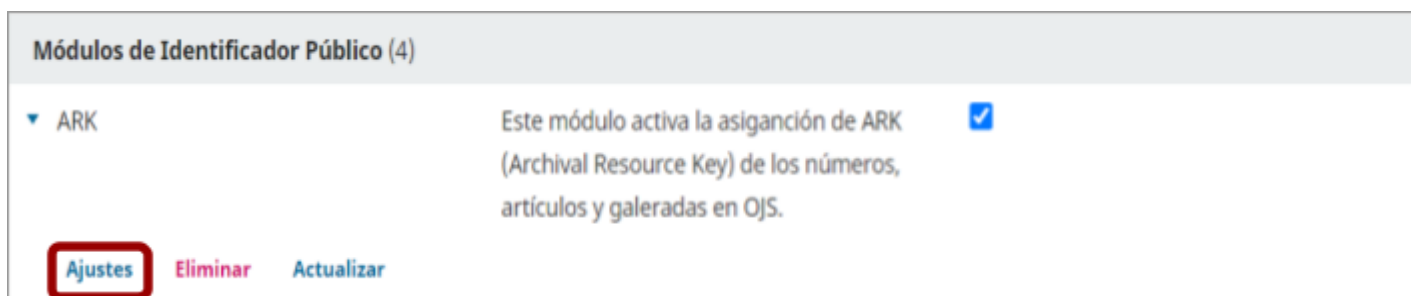 Módulos de Identificador Público (4)
ARK
Este módulo activa la asigancíón de ARK
(Archival Resource Key) de los números,
artículos y galeradas en OJS.
Ajustes Eliminar Actualizar